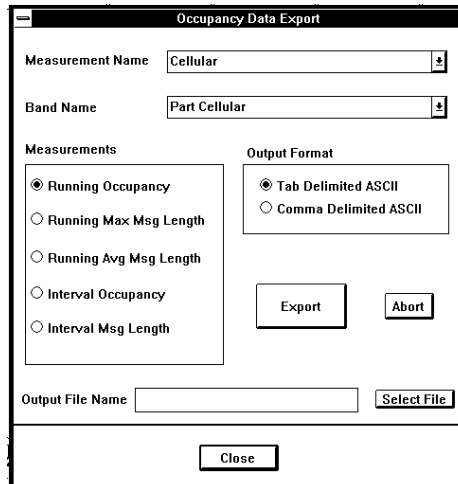 Occupancy Data Export
Measurement Name
Cellular
Band Name
Part Cellular
Measurements
Running Occupancy
Running Max Msg Length
Running Avg Msg Length
Interval Occupancy
Interval Msg Length
Output Format
Tab Delimited ASCII
Comma Delimited ASCII
Export
Abort
Output File Name
Select File
Close